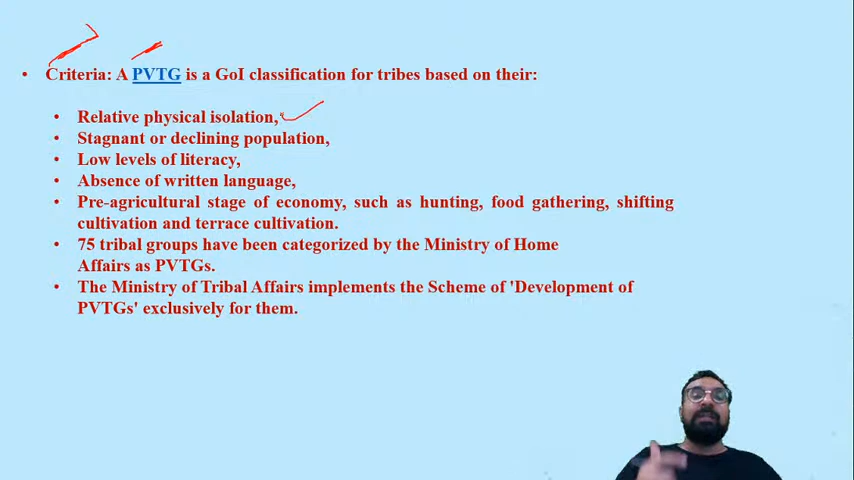 • Criteria: A PVTG is a GoI classification for tribes based on their:
• Relative physical isolation,
• Stagnant or declining population,
• Low levels of literacy,
• Absence of written language,
• Pre-agricultural stage of economy, such as hunting, food gathering, shifting
cultivation and terrace cultivation.
• 75 tribal groups have been categorized by the Ministry of Home
Affairs as PVTGs.
• The Ministry of Tribal Affairs implements the Scheme of 'Development of
PVTGs' exclusively for them.